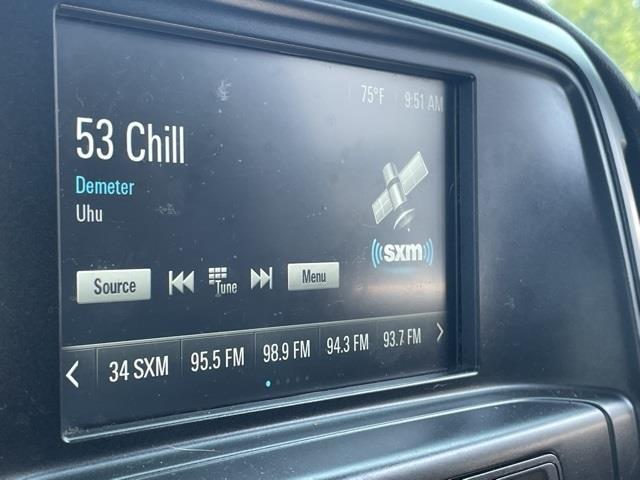 75°F 9:51 AM
53 Chill
Demeter
Uhu
sxm
Source Tune Menu
34 SXM 95.5 FM 98.9 FM 94.3 FM 93.7 FM